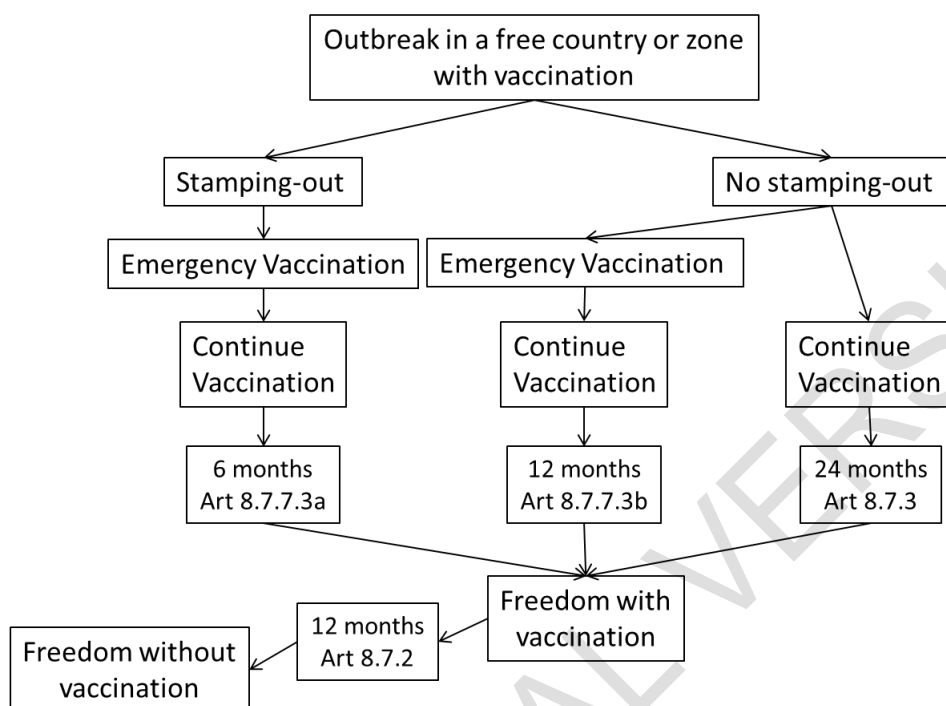 Outbreak in a free country or zone
with vaccination
Stamping-out
No stamping-out
Emergency Vaccination
Emergency Vaccination
Continue
Vaccination
Continue
Vaccination
Continue
Vaccination
6 months
Art 8.7.7.3a
12 months
Art 8.7.7.3b
24 months
Art 8.7.3
Freedom with
vaccination
12 months
Art 8.7.2
Freedom without
vaccination